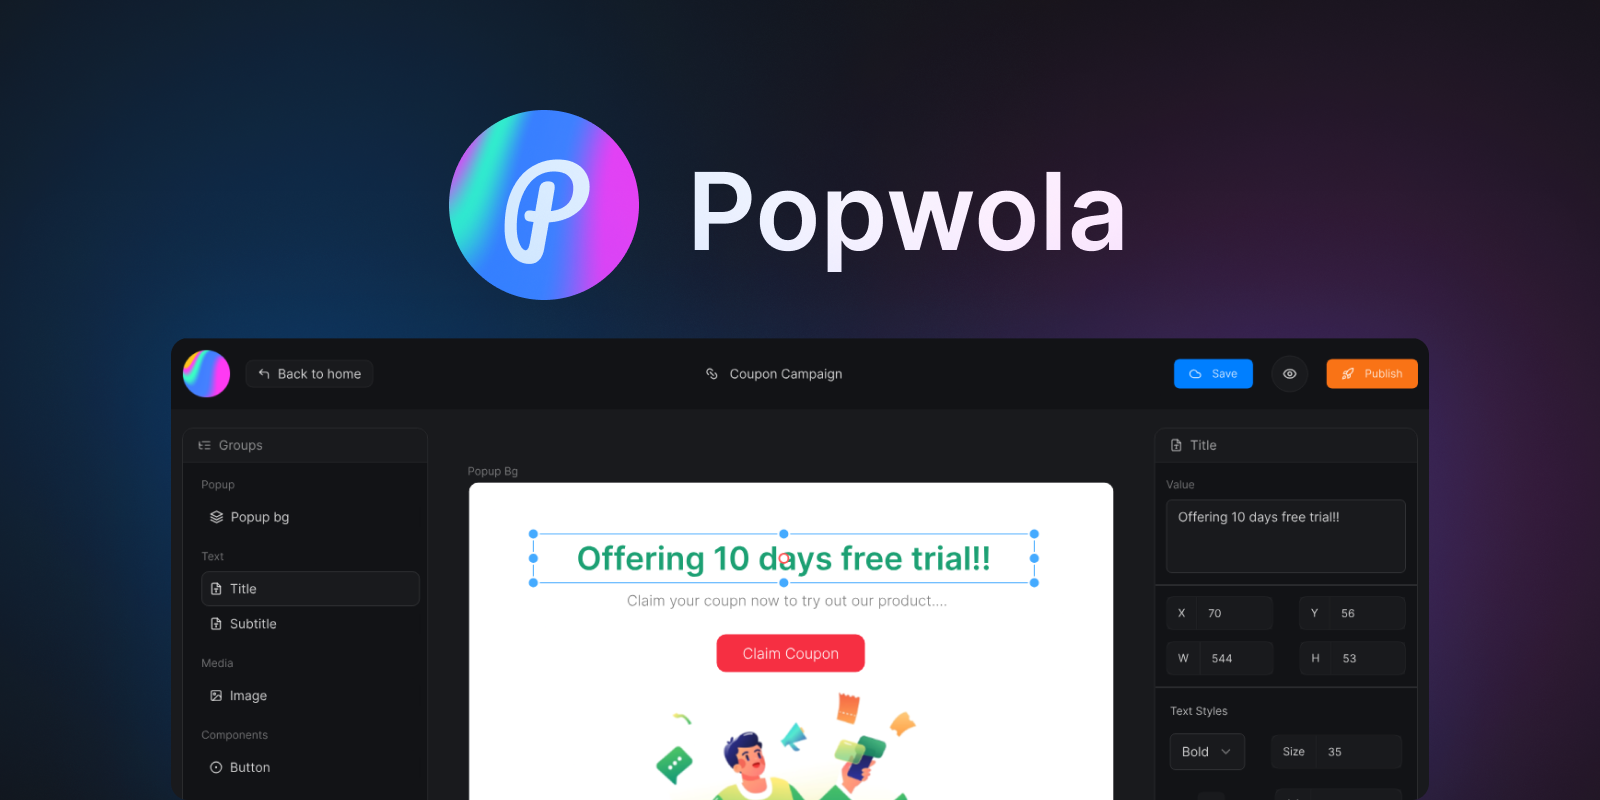 P
Popwola
Back to home
Coupon Campaign
Save
Publish
Groups
Popup
Popup bg
Text
Title
Subtitle
Media
Image
Components
Button
Popup Bg
Offering 10 days free trial!!
Claim your coupn now to try out our product....
Claim Coupon
Title
Value
Offering 10 days free trial!!
X 70 Y 56
W 544 H 53
Text Styles
Bold Size 35